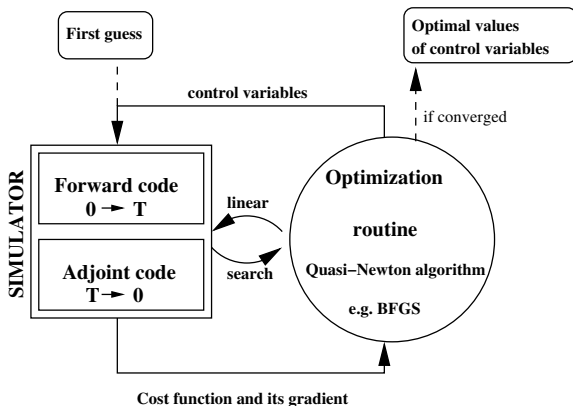 First guess
Optimal values
of control variables
control variables
if converged
SIMULATOR
Forward code
0 → T
Adjoint code
T → 0
linear
search
Optimization
routine
Quasi−Newton algorithm
e.g. BFGS
Cost function and its gradient